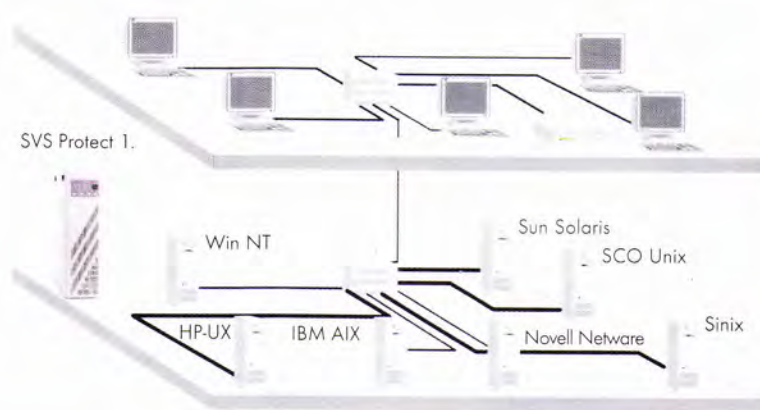 SVS Protect 1.
Win NT
Sun Solaris
SCO Unix
HP-UX
IBM AIX
Novell Netware
Sinix